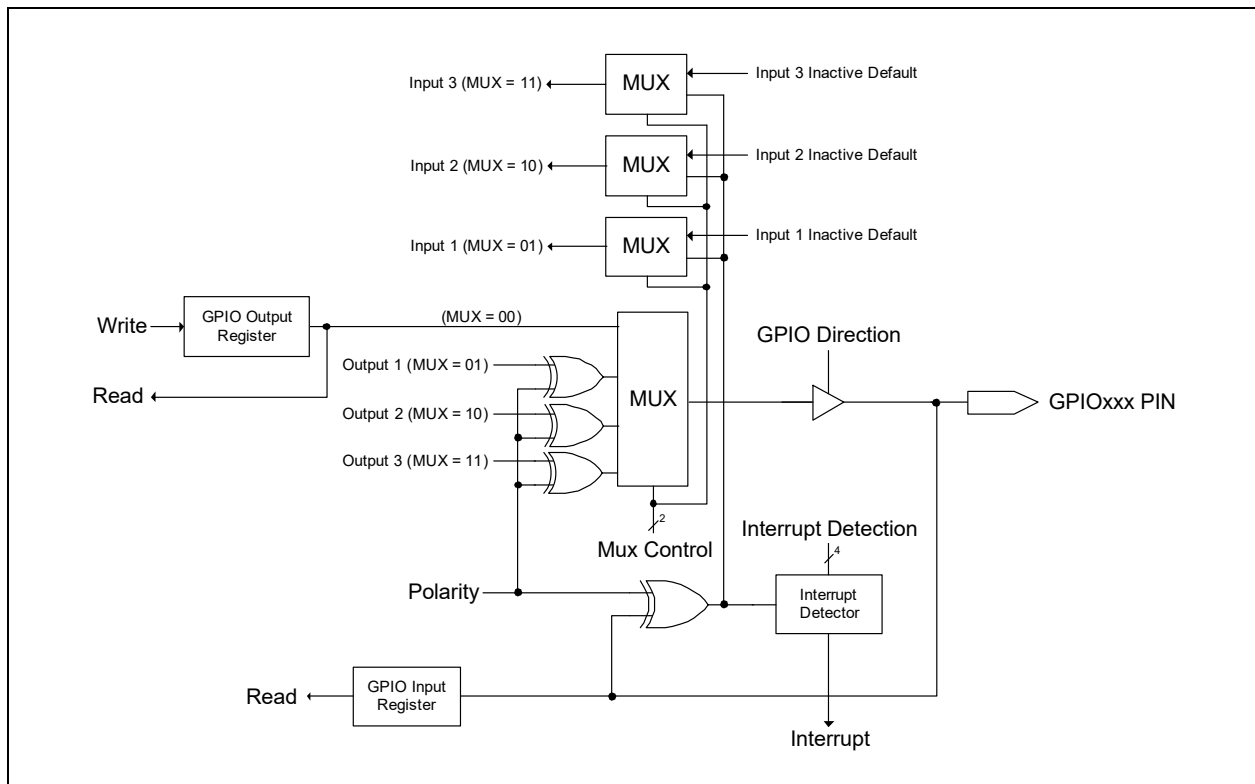 MUX
Input 3 (MUX = 11)
Input 3 Inactive Default
MUX
Input 2 (MUX = 10)
Input 2 Inactive Default
MUX
Input 1 (MUX = 01)
Input 1 Inactive Default
Write
GPIO Output
Register
(MUX = 00)
GPIO Direction
Output 1 (MUX = 01)
Read
MUX
GPIOxxx PIN
Output 2 (MUX = 10)
Output 3 (MUX = 11)
2
Mux Control
Interrupt Detection
4
Polarity
Interrupt
Detector
Read
GPIO Input
Register
Interrupt